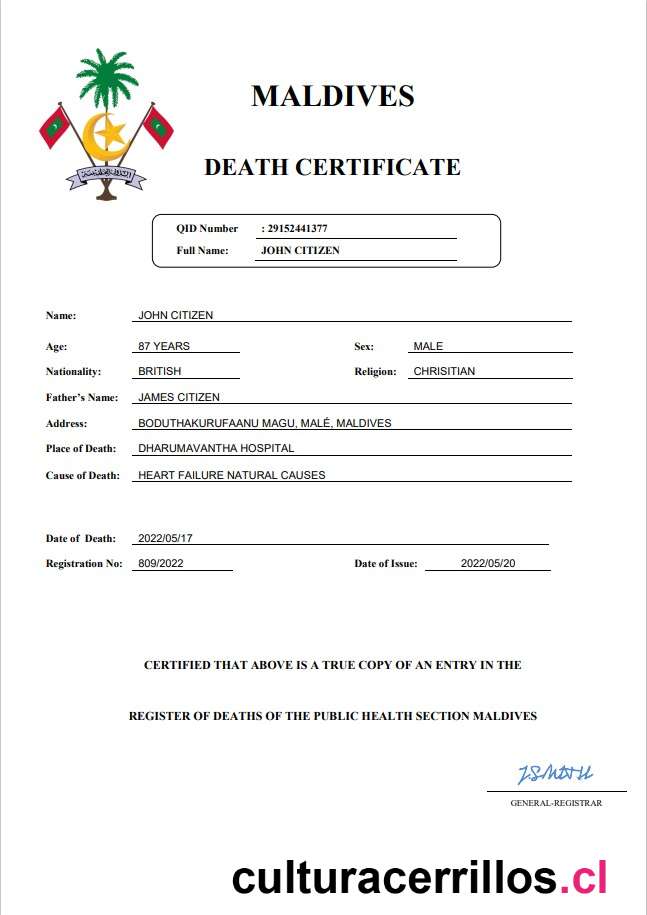 MALDIVES
DEATH CERTIFICATE
QID Number : 29152441377
Full Name: JOHN CITIZEN
Name: JOHN CITIZEN
Age: 87 YEARS Sex: MALE
Nationality: BRITISH Religion: CHRISITIAN
Father's Name: JAMES CITIZEN
Address: BODUTHAKURUFAANU MAGU, MALÉ, MALDIVES
Place of Death: DHARUMAVANTHA HOSPITAL
Cause of Death: HEART FAILURE NATURAL CAUSES
Date of Death: 2022/05/17
Registration No: 809/2022 Date of Issue: 2022/05/20
CERTIFIED THAT ABOVE IS A TRUE COPY OF AN ENTRY IN THE
REGISTER OF DEATHS OF THE PUBLIC HEALTH SECTION MALDIVES
J.SMITH
GENERAL-REGISTRAR
culturacerrillos.cl